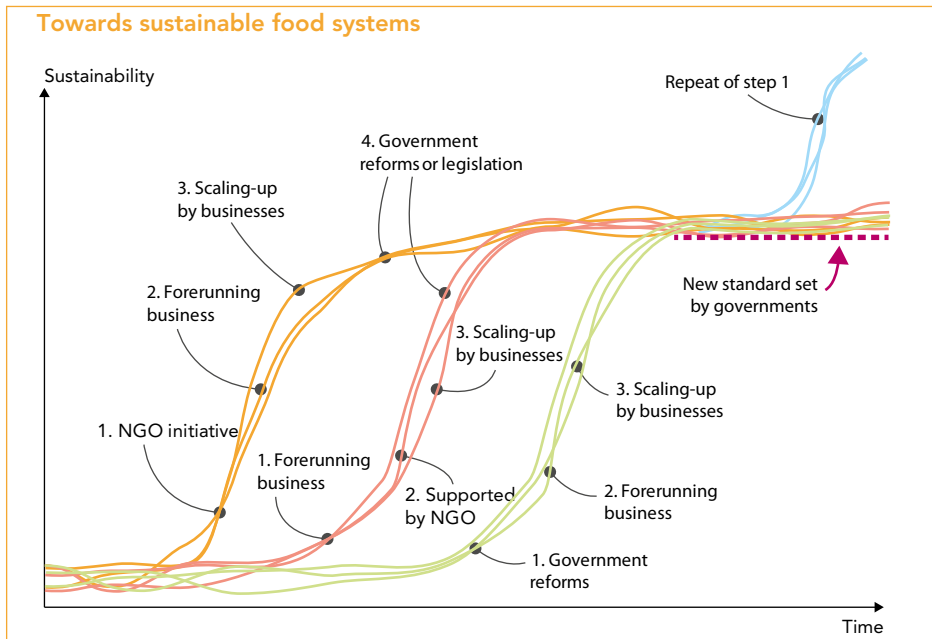 Towards sustainable food systems
Sustainability
Repeat of step 1
4. Government
reforms or legislation
3. Scaling-up
by businesses
2. Forerunning
business
New standard set
by governments
3. Scaling-up
by businesses
3. Scaling-up
by businesses
1. NGO initiative
1. Forerunning
business
2. Supported
by NGO
2. Forerunning
business
1. Government
reforms
Time